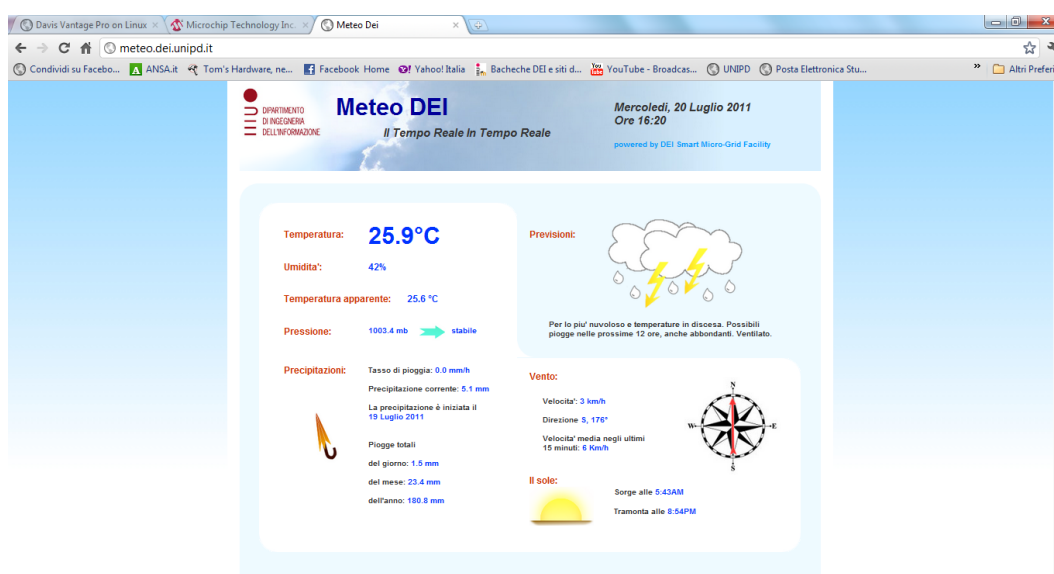 Davis Vantage Pro on Linux
Microchip Technology Inc.
Meteo Dei
meteo.dei.unipd.it
Condividi su Facebo...
ANSA.it
Tom's Hardware, ne...
Facebook Home
Yahoo! Italia
Bacheche DEI e siti d...
YouTube - Broadcas...
UNIPD
Posta Elettronica Stu...
»
Altri Preferi
DIPARTIMENTO
DI INGEGNERIA
DELL'INFORMAZIONE
Meteo DEI
Il Tempo Reale In Tempo Reale
Mercoledi, 20 Luglio 2011
Ore 16:20
powered by DEI Smart Micro-Grid Facility
Temperatura: 25.9°C
Umidita': 42%
Temperatura apparente: 25.6 °C
Pressione: 1003.4 mb stabile
Previsioni:
Per lo piu' nuvoloso e temperature in discesa. Possibili
piogge nelle prossime 12 ore, anche abbondanti. Ventilato.
Precipitazioni: Tasso di pioggia: 0.0 mm/h
Precipitazione corrente: 5.1 mm
La precipitazione è iniziata il
19 Luglio 2011
Piogge totali
del giorno: 1.5 mm
del mese: 23.4 mm
dell'anno: 180.8 mm
Vento:
Velocita': 3 km/h
Direzione S, 176°
Velocita' media negli ultimi
15 minuti: 6 Km/h
N
W
E
S
Il sole:
Sorge alle 5:43AM
Tramonta alle 8:54PM